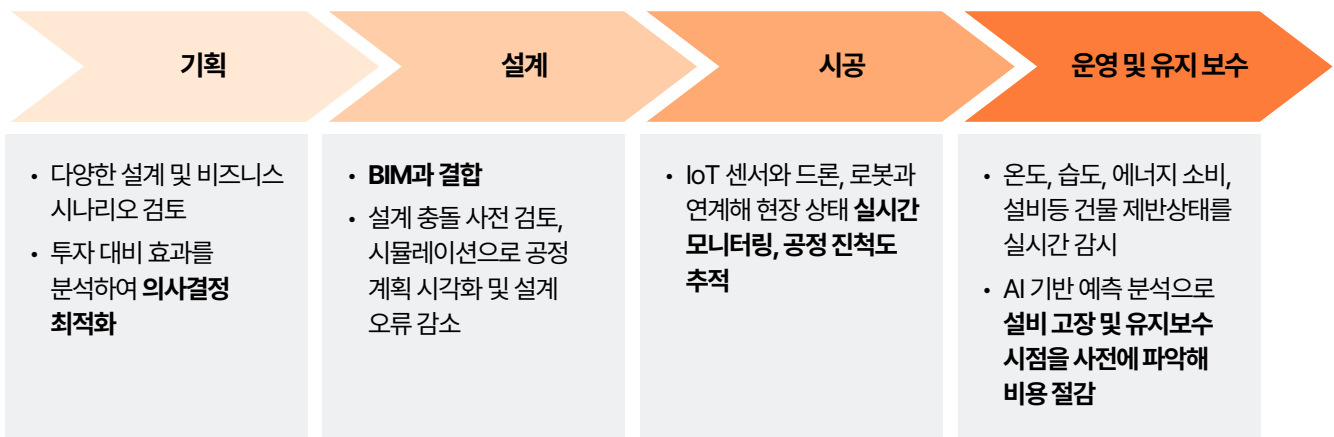 기획
설계
시공
운영 및 유지 보수
• 다양한 설계 및 비즈니스
시나리오 검토
• 투자 대비 효과를
분석하여 의사결정
최적화
• BIM과 결합
• 설계 충돌 사전 검토,
시뮬레이션으로 공정
계획 시각화 및 설계
오류 감소
• IoT 센서와 드론, 로봇과
연계해 현장 상태 실시간
모니터링, 공정 진척도
추적
• 온도, 습도, 에너지 소비,
설비등 건물 제반상태를
실시간 감시
• AI 기반 예측 분석으로
설비 고장 및 유지보수
시점을 사전에 파악해
비용 절감